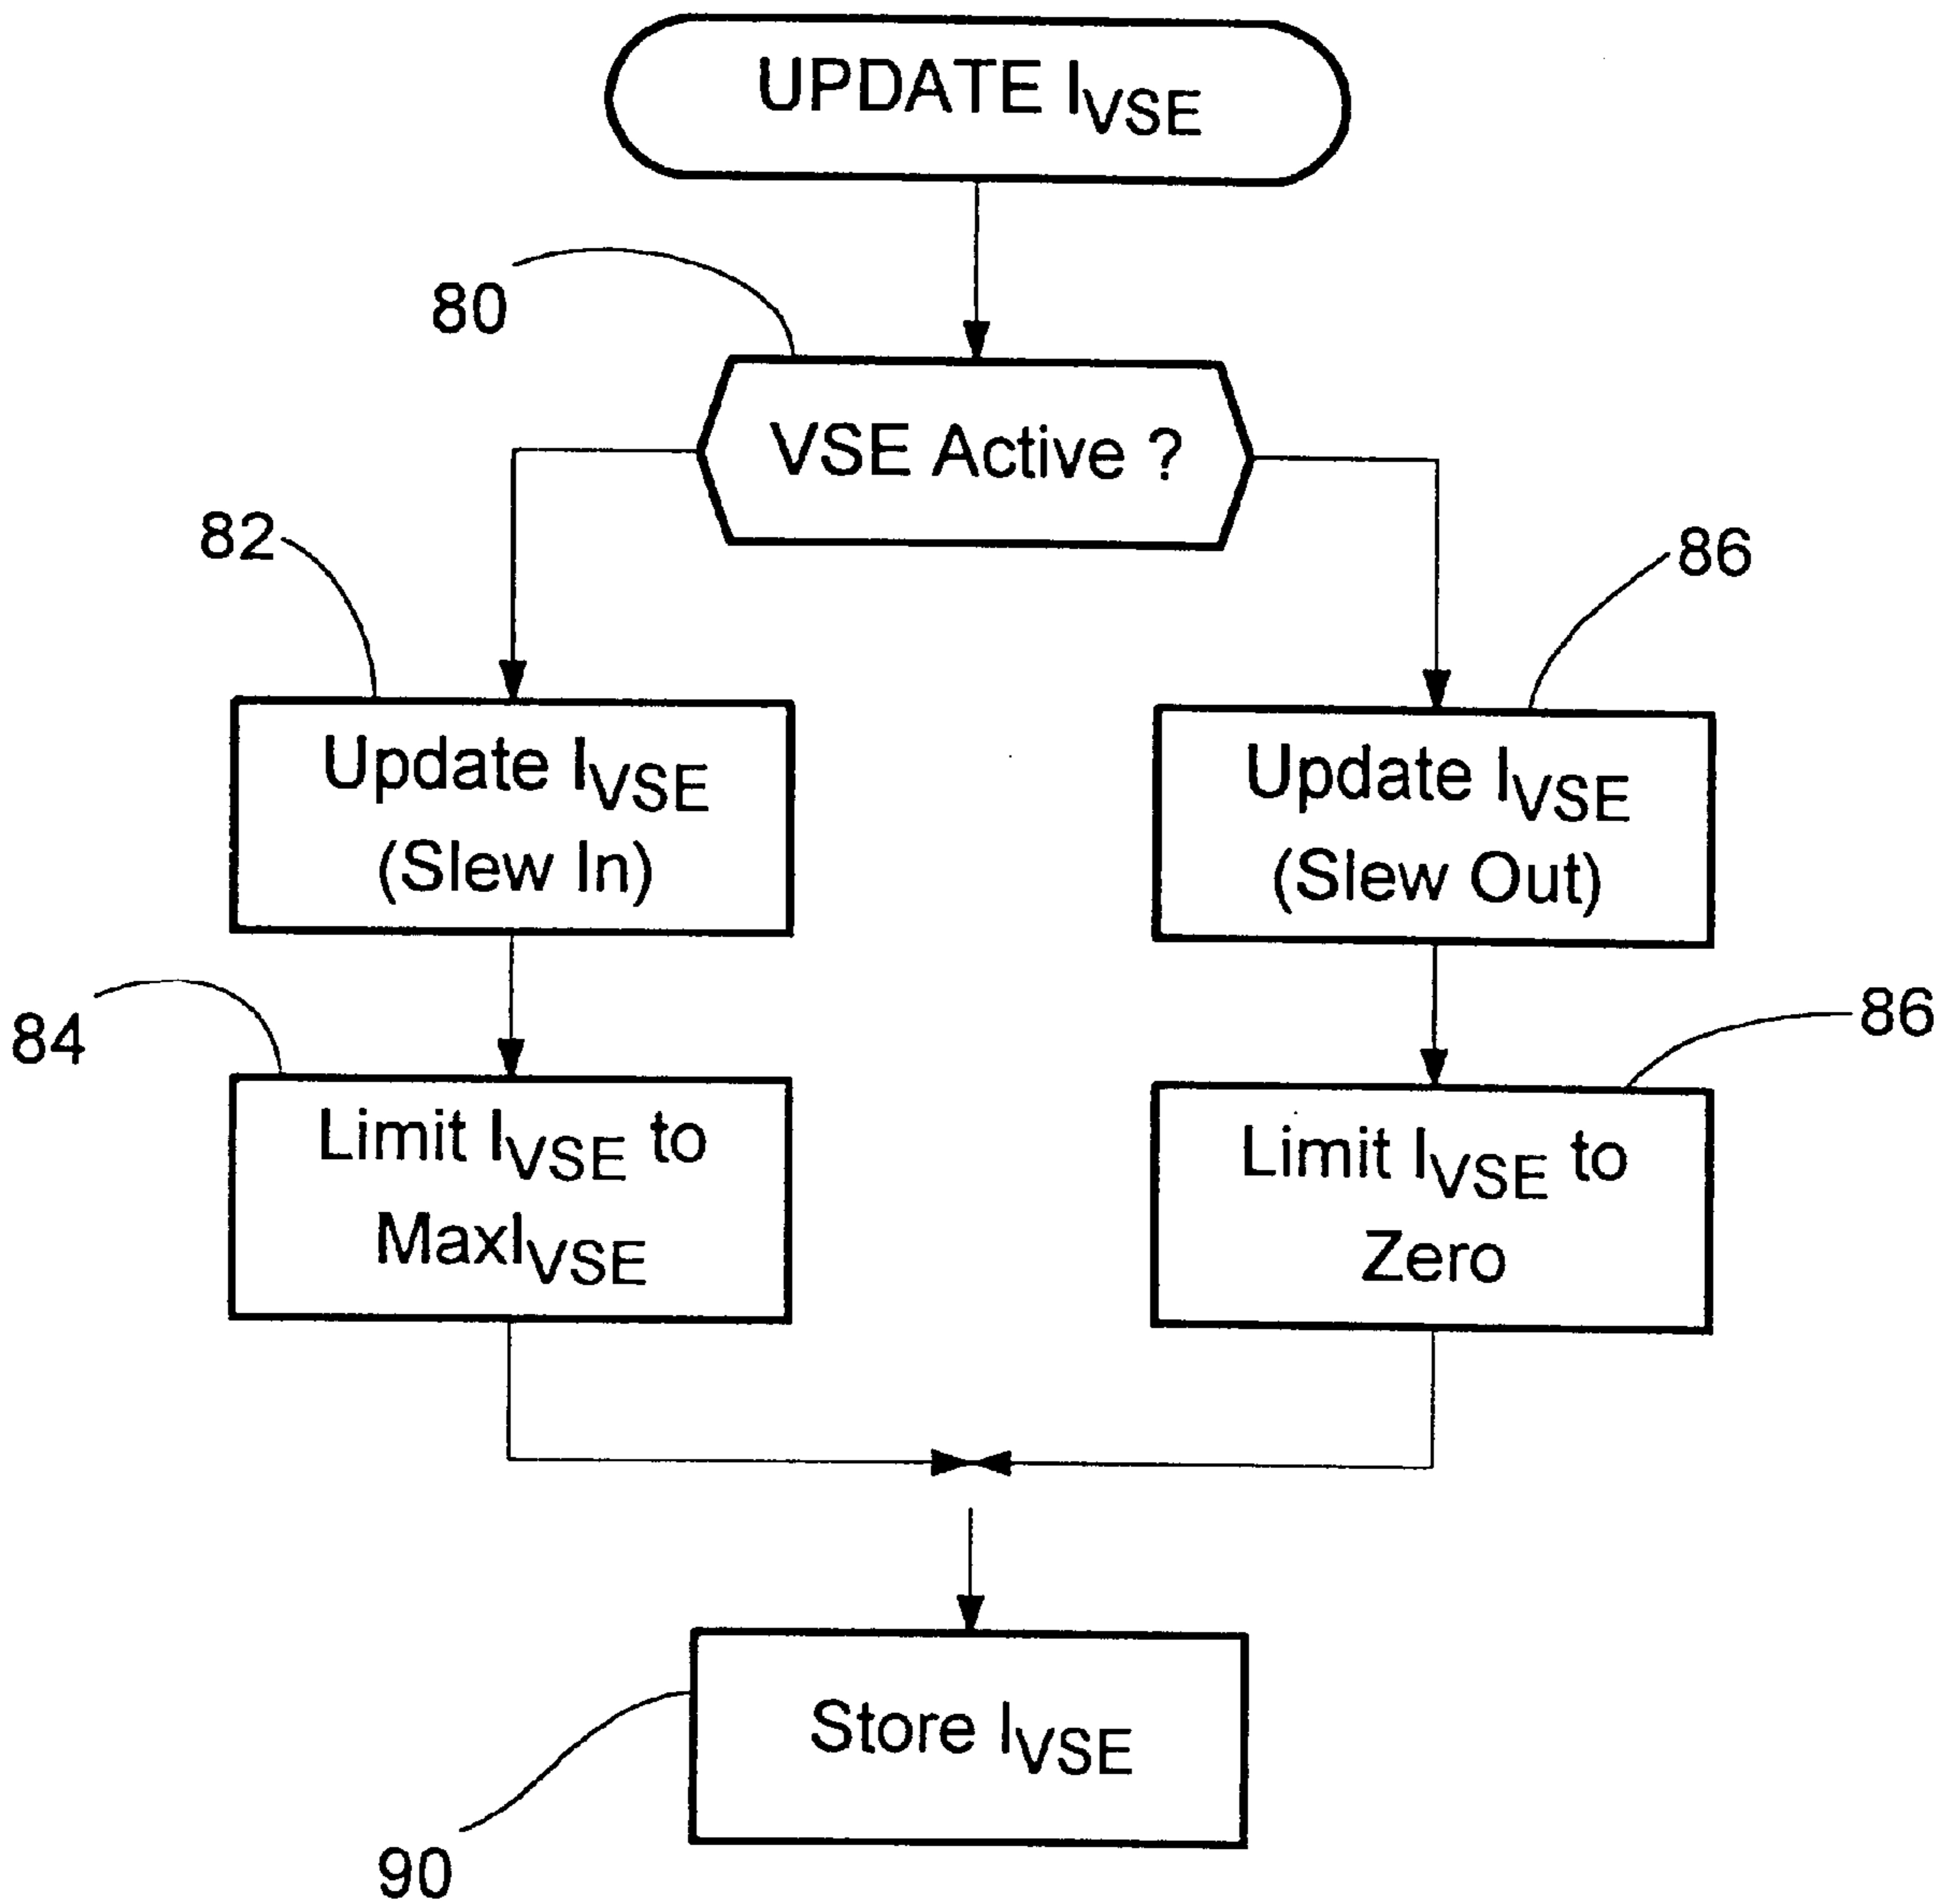 UPDATE IVSE
80
VSE Active ?
82
86
Update IVSE
(Slew In)
Update IVSE
(Slew Out)
84
86
Limit IVSE to
MaxIVSE
Limit IVSE to
Zero
Store IVSE
90